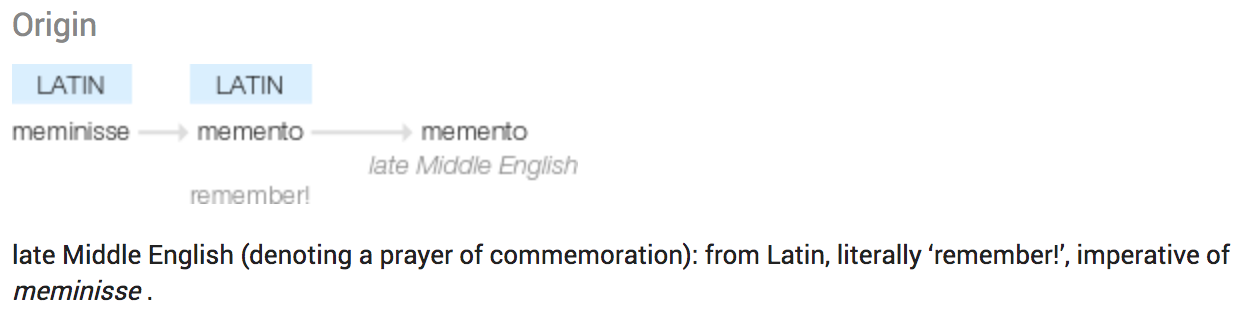 Origin
LATIN LATIN
meminisse memento memento
late Middle English
remember!
late Middle English (denoting a prayer of commemoration): from Latin, literally ‘remember!’, imperative of
meminisse .